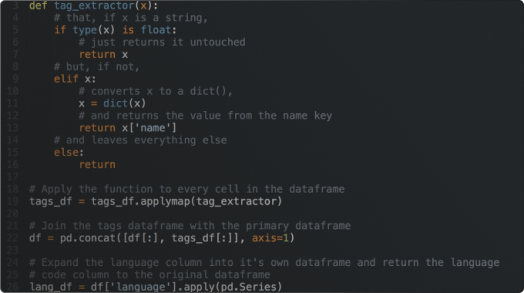 3 def tag_extractor(x):
4     # that, if x is a string,
5     if type(x) is float:
6         # just returns it untouched
7         return x
8     # but, if not,
9     elif x:
10         # converts x to a dict(),
11         x = dict(x)
12         # and returns the value from the name key
13         return x['name']
14     # and leaves everything else
15     else:
16         return
17
18 # Apply the function to every cell in the dataframe
19 tags_df = tags_df.applymap(tag_extractor)
20
21 # Join the tags dataframe with the primary dataframe
22 df = pd.concat([df[:], tags_df[:]], axis=1)
23
24 # Expand the language column into it's own dataframe and return the language
25 # code column to the original dataframe
26 lang_df = df['language'].apply(pd.Series)